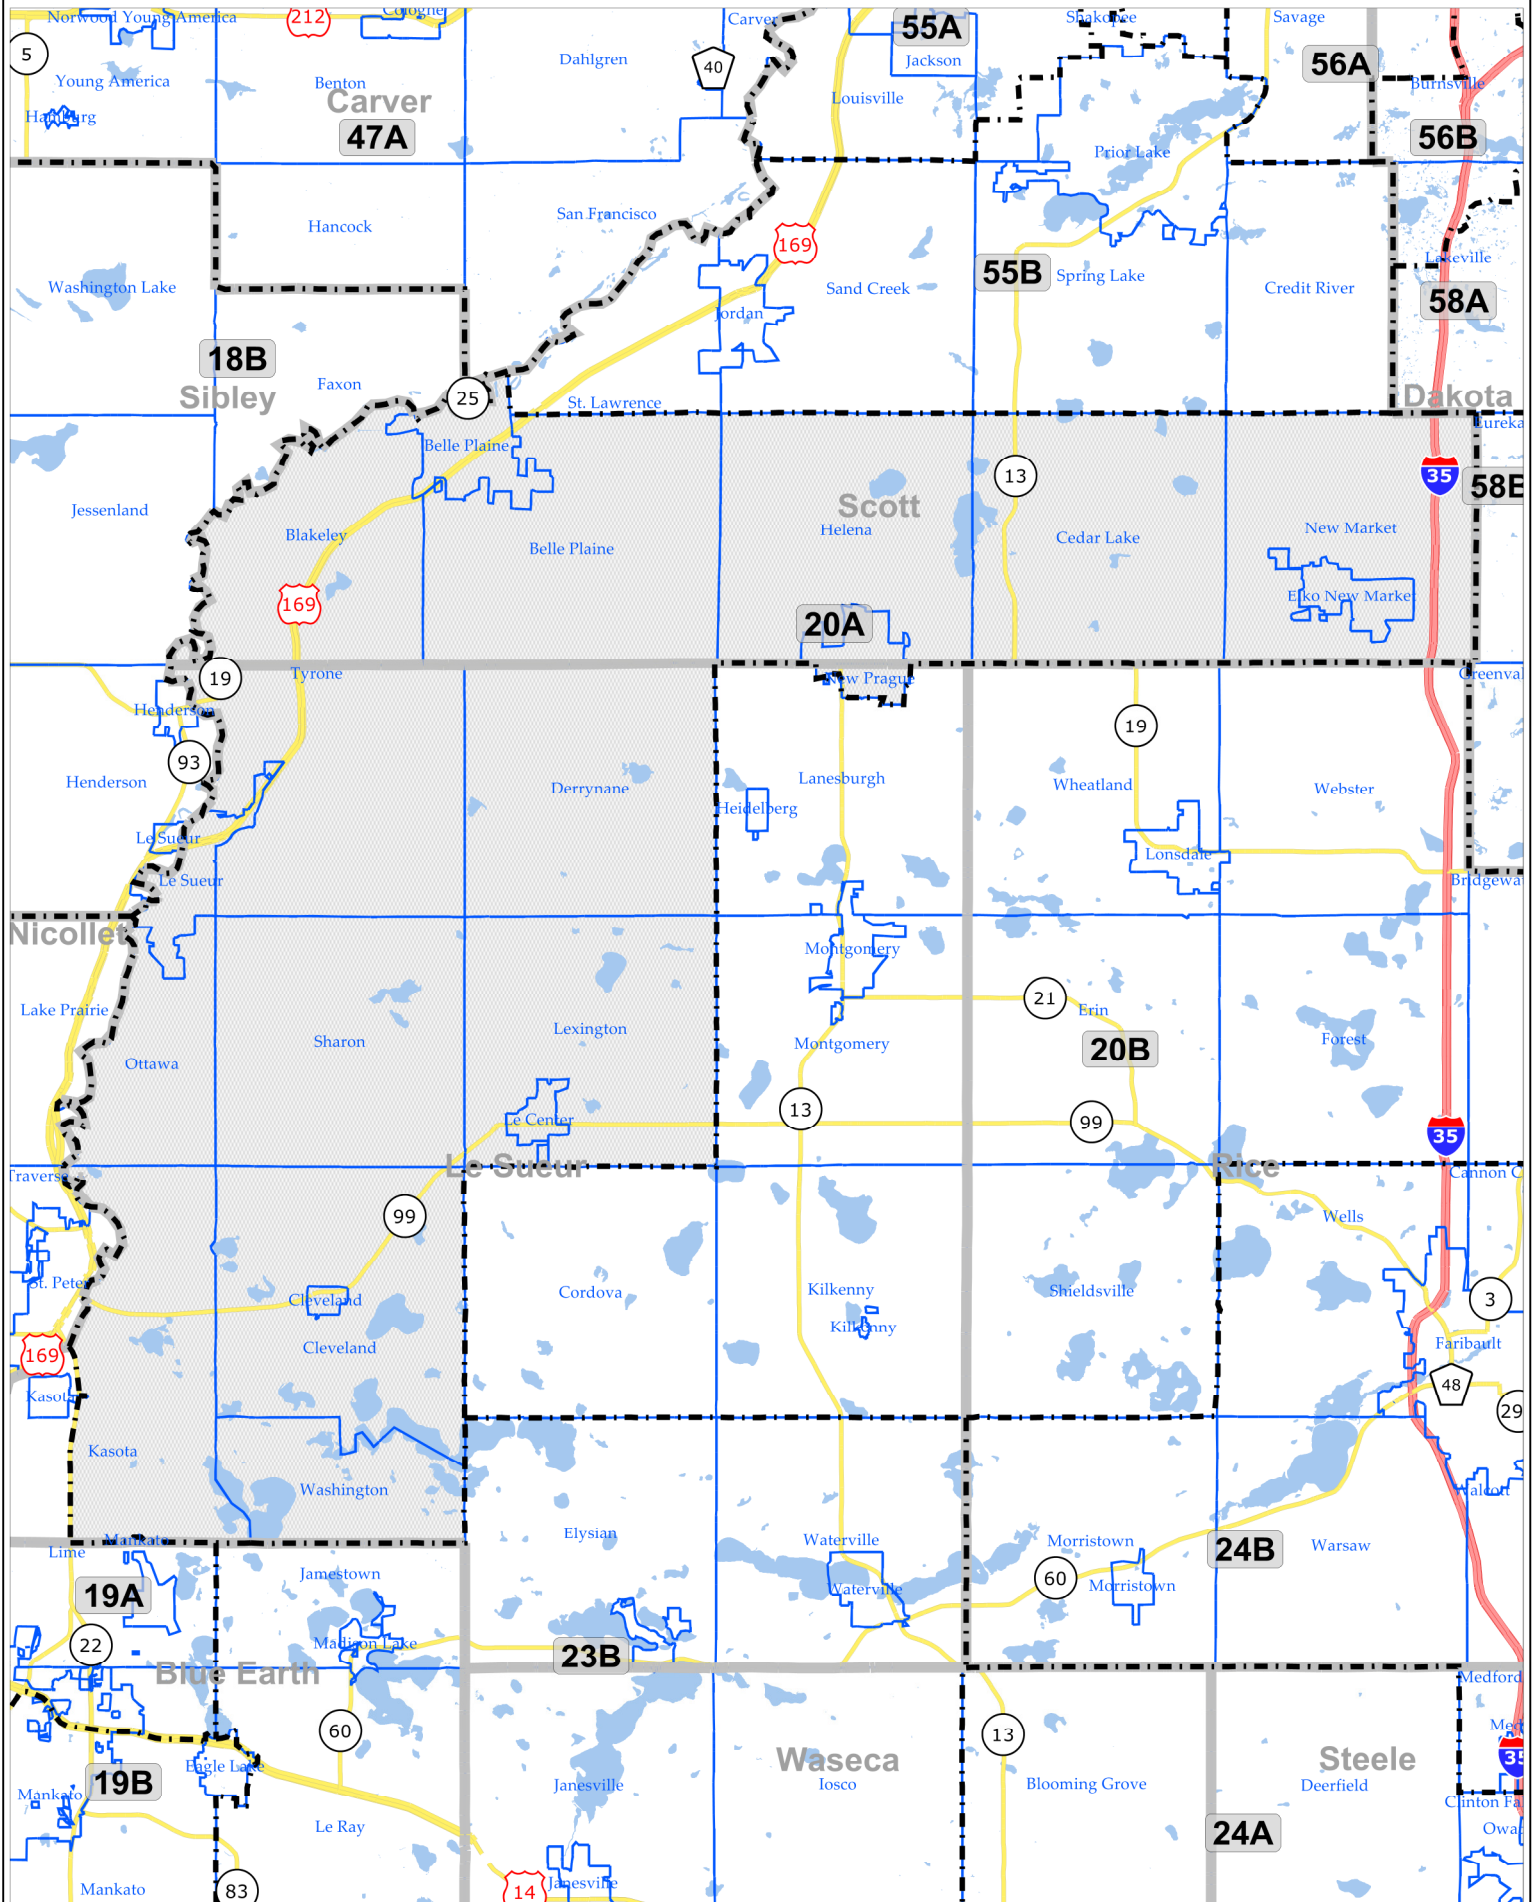 Norwood Young America
212
Cologne
Carver
55A
Shakopee
Savage
5
Young America
Benton
Dahlgren
40
Jackson
56A
Burnsville
Hamburg
Carver
47A
Louisville
56B
Prior Lake
Hancock
San Francisco
169
Lakeville
Washington Lake
Sand Creek
55B
Spring Lake
Credit River
58A
Jordan
18B
Sibley
Faxon
25
St. Lawrence
Dakota
Eureka
Belle Plaine
13
35
58B
Jessenland
Scott
Blakeley
Belle Plaine
Helena
Cedar Lake
New Market
169
Elko New Market
20A
19
Tyrone
New Prague
Greenval
Henderson
19
93
Henderson
Derrynane
Lanesburgh
Wheatland
Webster
Heidelberg
Le Sueur
Lonsdale
Le Sueur
Bridgewa
Nicollet
Montgomery
Lake Prairie
21
Erin
Sharon
Lexington
Montgomery
20B
Forest
Ottawa
Le Center
13
99
35
Traverse
Le Sueur
Rice
Cannon C
99
Wells
St. Peter
Cleveland
Cordova
Kilkenny
Shieldsville
3
Kilkenny
169
Cleveland
Faribault
Kasota
48
29
Kasota
Washington
Walcott
Mankato
Elysian
Waterville
Morristown
24B
Warsaw
Lime
19A
Jamestown
Waterville
60
Morristown
22
Madison Lake
23B
Blue Earth
Medford
60
13
Med
Waseca
Steele
35
Eagle Lake
19B
Mankato
Janesville
Iosco
Blooming Grove
Deerfield
Clinton Fa
Le Ray
24A
Owa
Mankato
83
14
Janesville